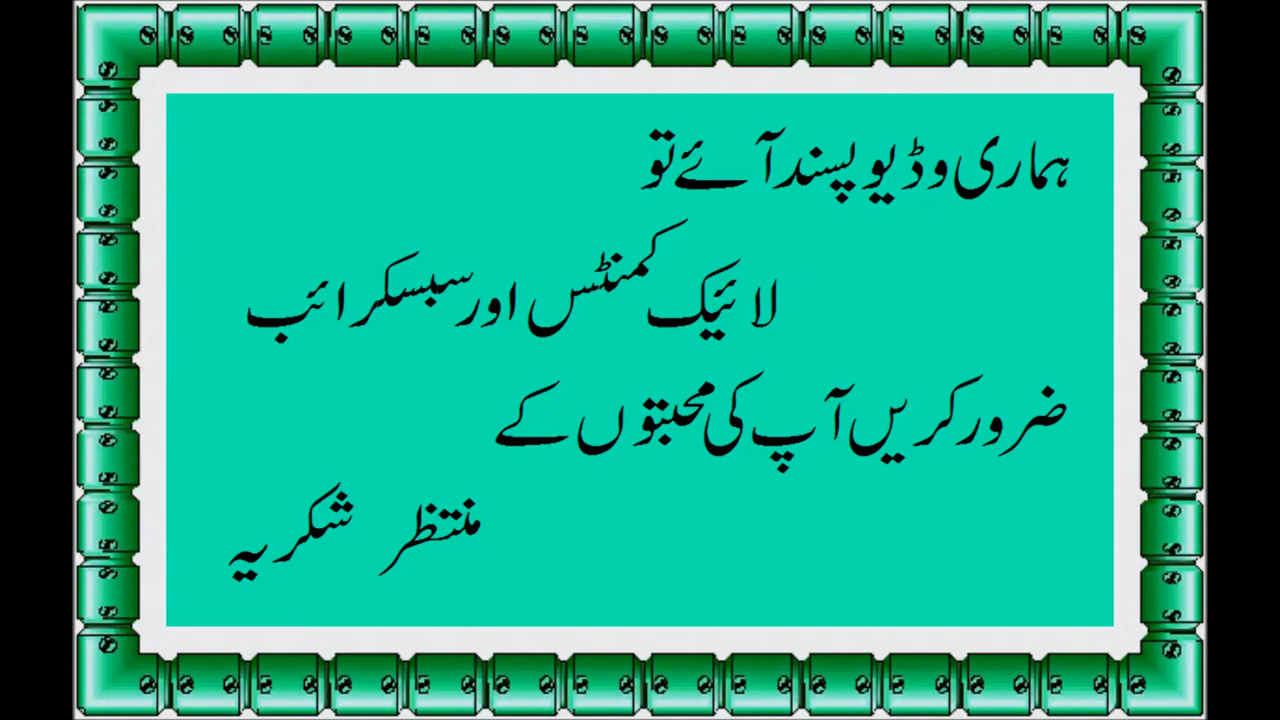 ہماری وڈیو پسند آئے تو
لائیک کمنٹس اور سبسکرائب
ضرور کریں آپ کی محبتوں کے
منتظر شکریہ